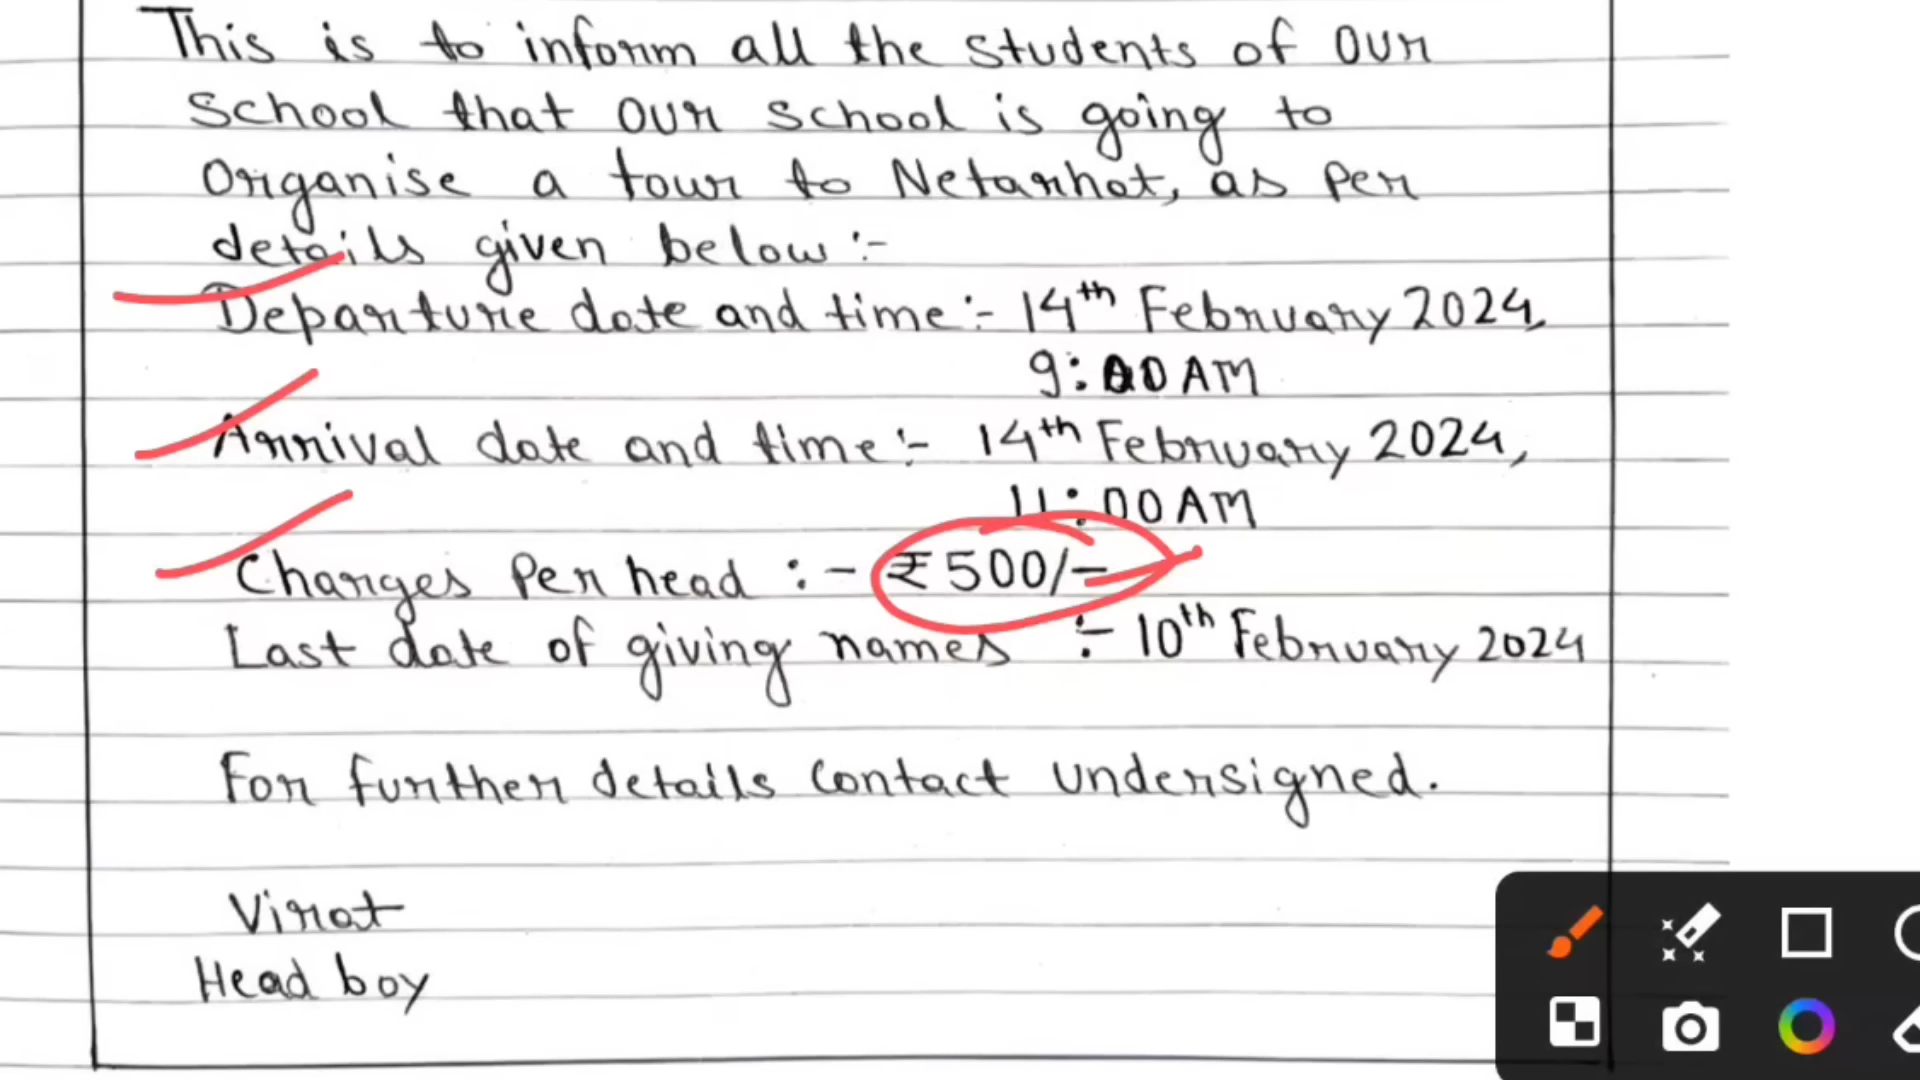 This is to inform all the students of our
School that our school is going to
Organise a tour to Netarhat, as per
details given below :-
Departure date and time :- 14th February 2024,
9:00 AM
Arrival date and time :- 14th February 2024,
11:00 AM
Charges Per head :- ₹500/-
Last date of giving names :- 10th February 2024
For further details contact undersigned.
Virat
Head boy